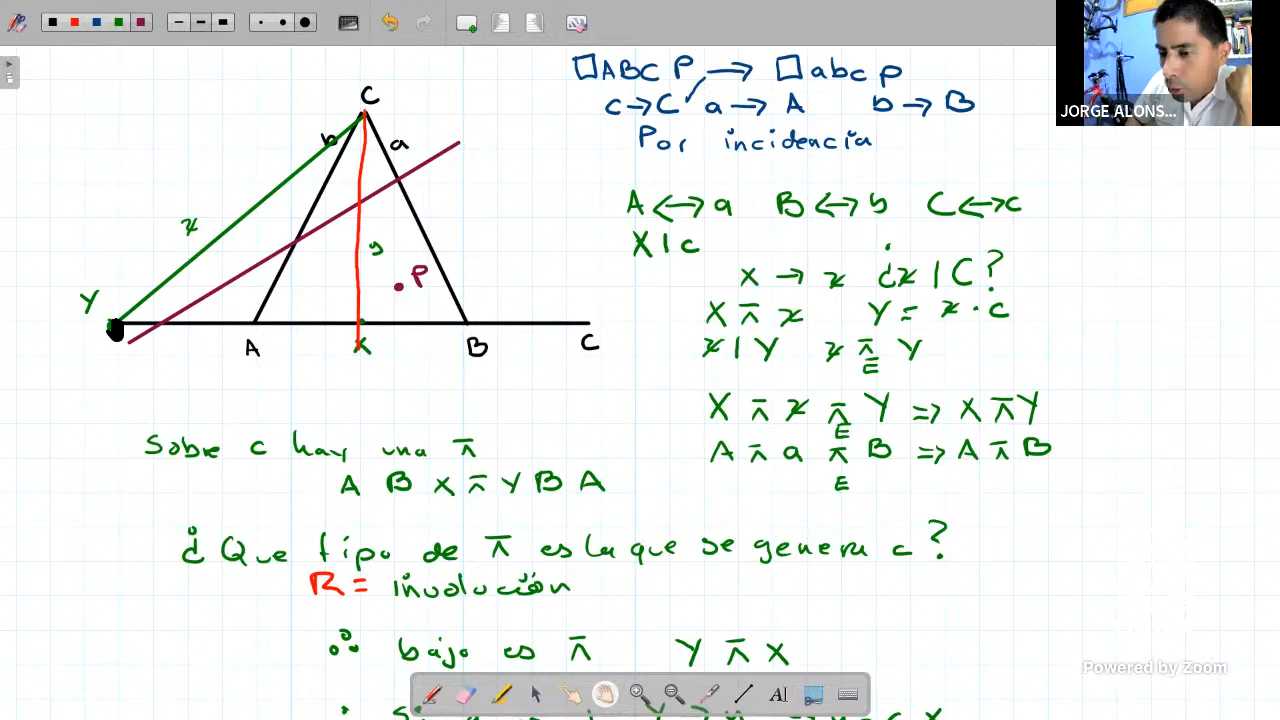 □ABC P → □abc p
c → C a → A b → B
Por incidencia
A ↔ a B ↔ b C ↔ c
X | c
X → x ¿x | C?
X ⊼ x Y = x · c
x | Y x ⊼ Y
E
X ⊼ x ⊼ Y => X ⊼ Y
E
A ⊼ a ⊼ B => A ⊼ B
E
C
b
a
x
y
P
Y
A
X
B
C
Sobre c hay una ⊼
A B X ⊼ Y B A
¿Que tipo de ⊼ es la que se genera c?
R = involución
∴ bajo es ⊼ Y ⊼ X
JORGE ALONS...
AI
Powered by Zoom